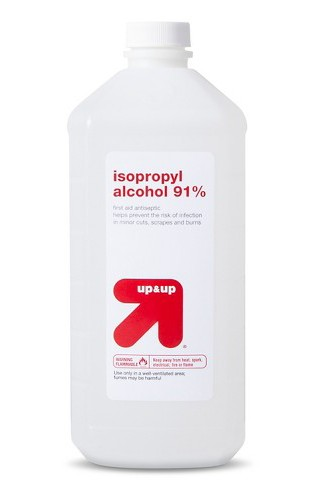 isopropyl
alcohol 91%
first aid antiseptic
helps prevent the risk of infection
in minor cuts, scrapes and burns
up&up
®
WARNING
FLAMMABLE
Keep away from heat, spark,
electrical, fire or flame
Use only in a well-ventilated area;
fumes may be harmful